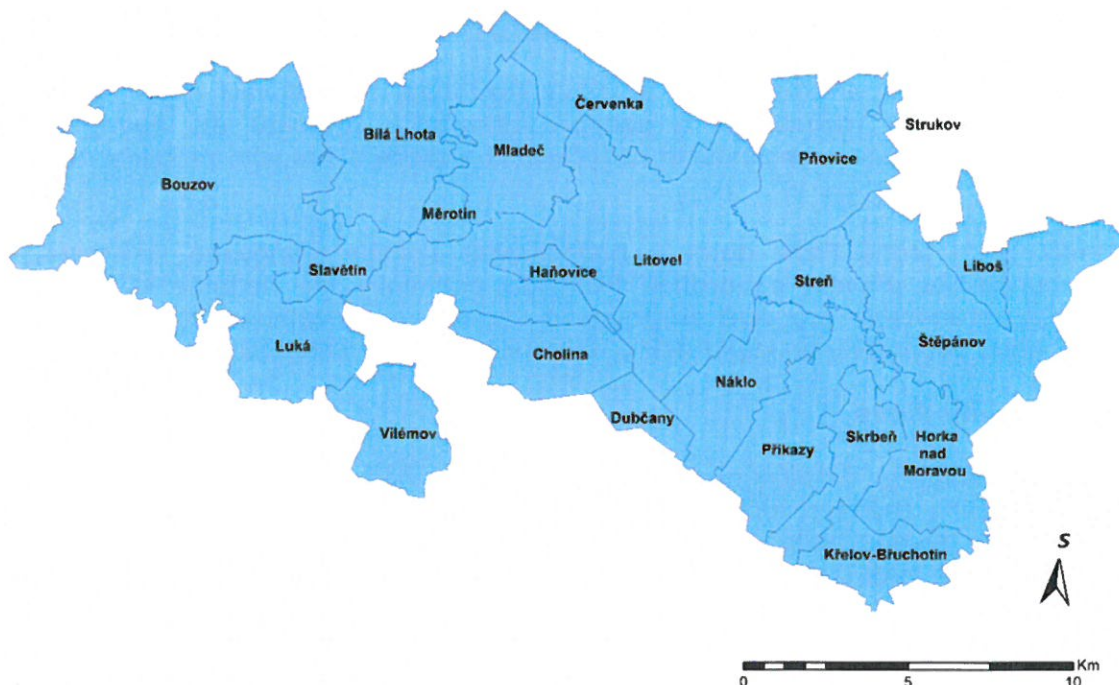 Červenka
Strukov
Bílá Lhota
Mladeč
Pňovice
Bouzov
Měrotín
Slavětín
Haňovice
Litovel
Liboš
Streň
Luká
Cholina
Štěpánov
Náklo
Dubčany
Vilémov
Skrbeň
Horka
nad
Moravou
Příkazy
Křelov-Břuchotín
S
Km
0
5
10